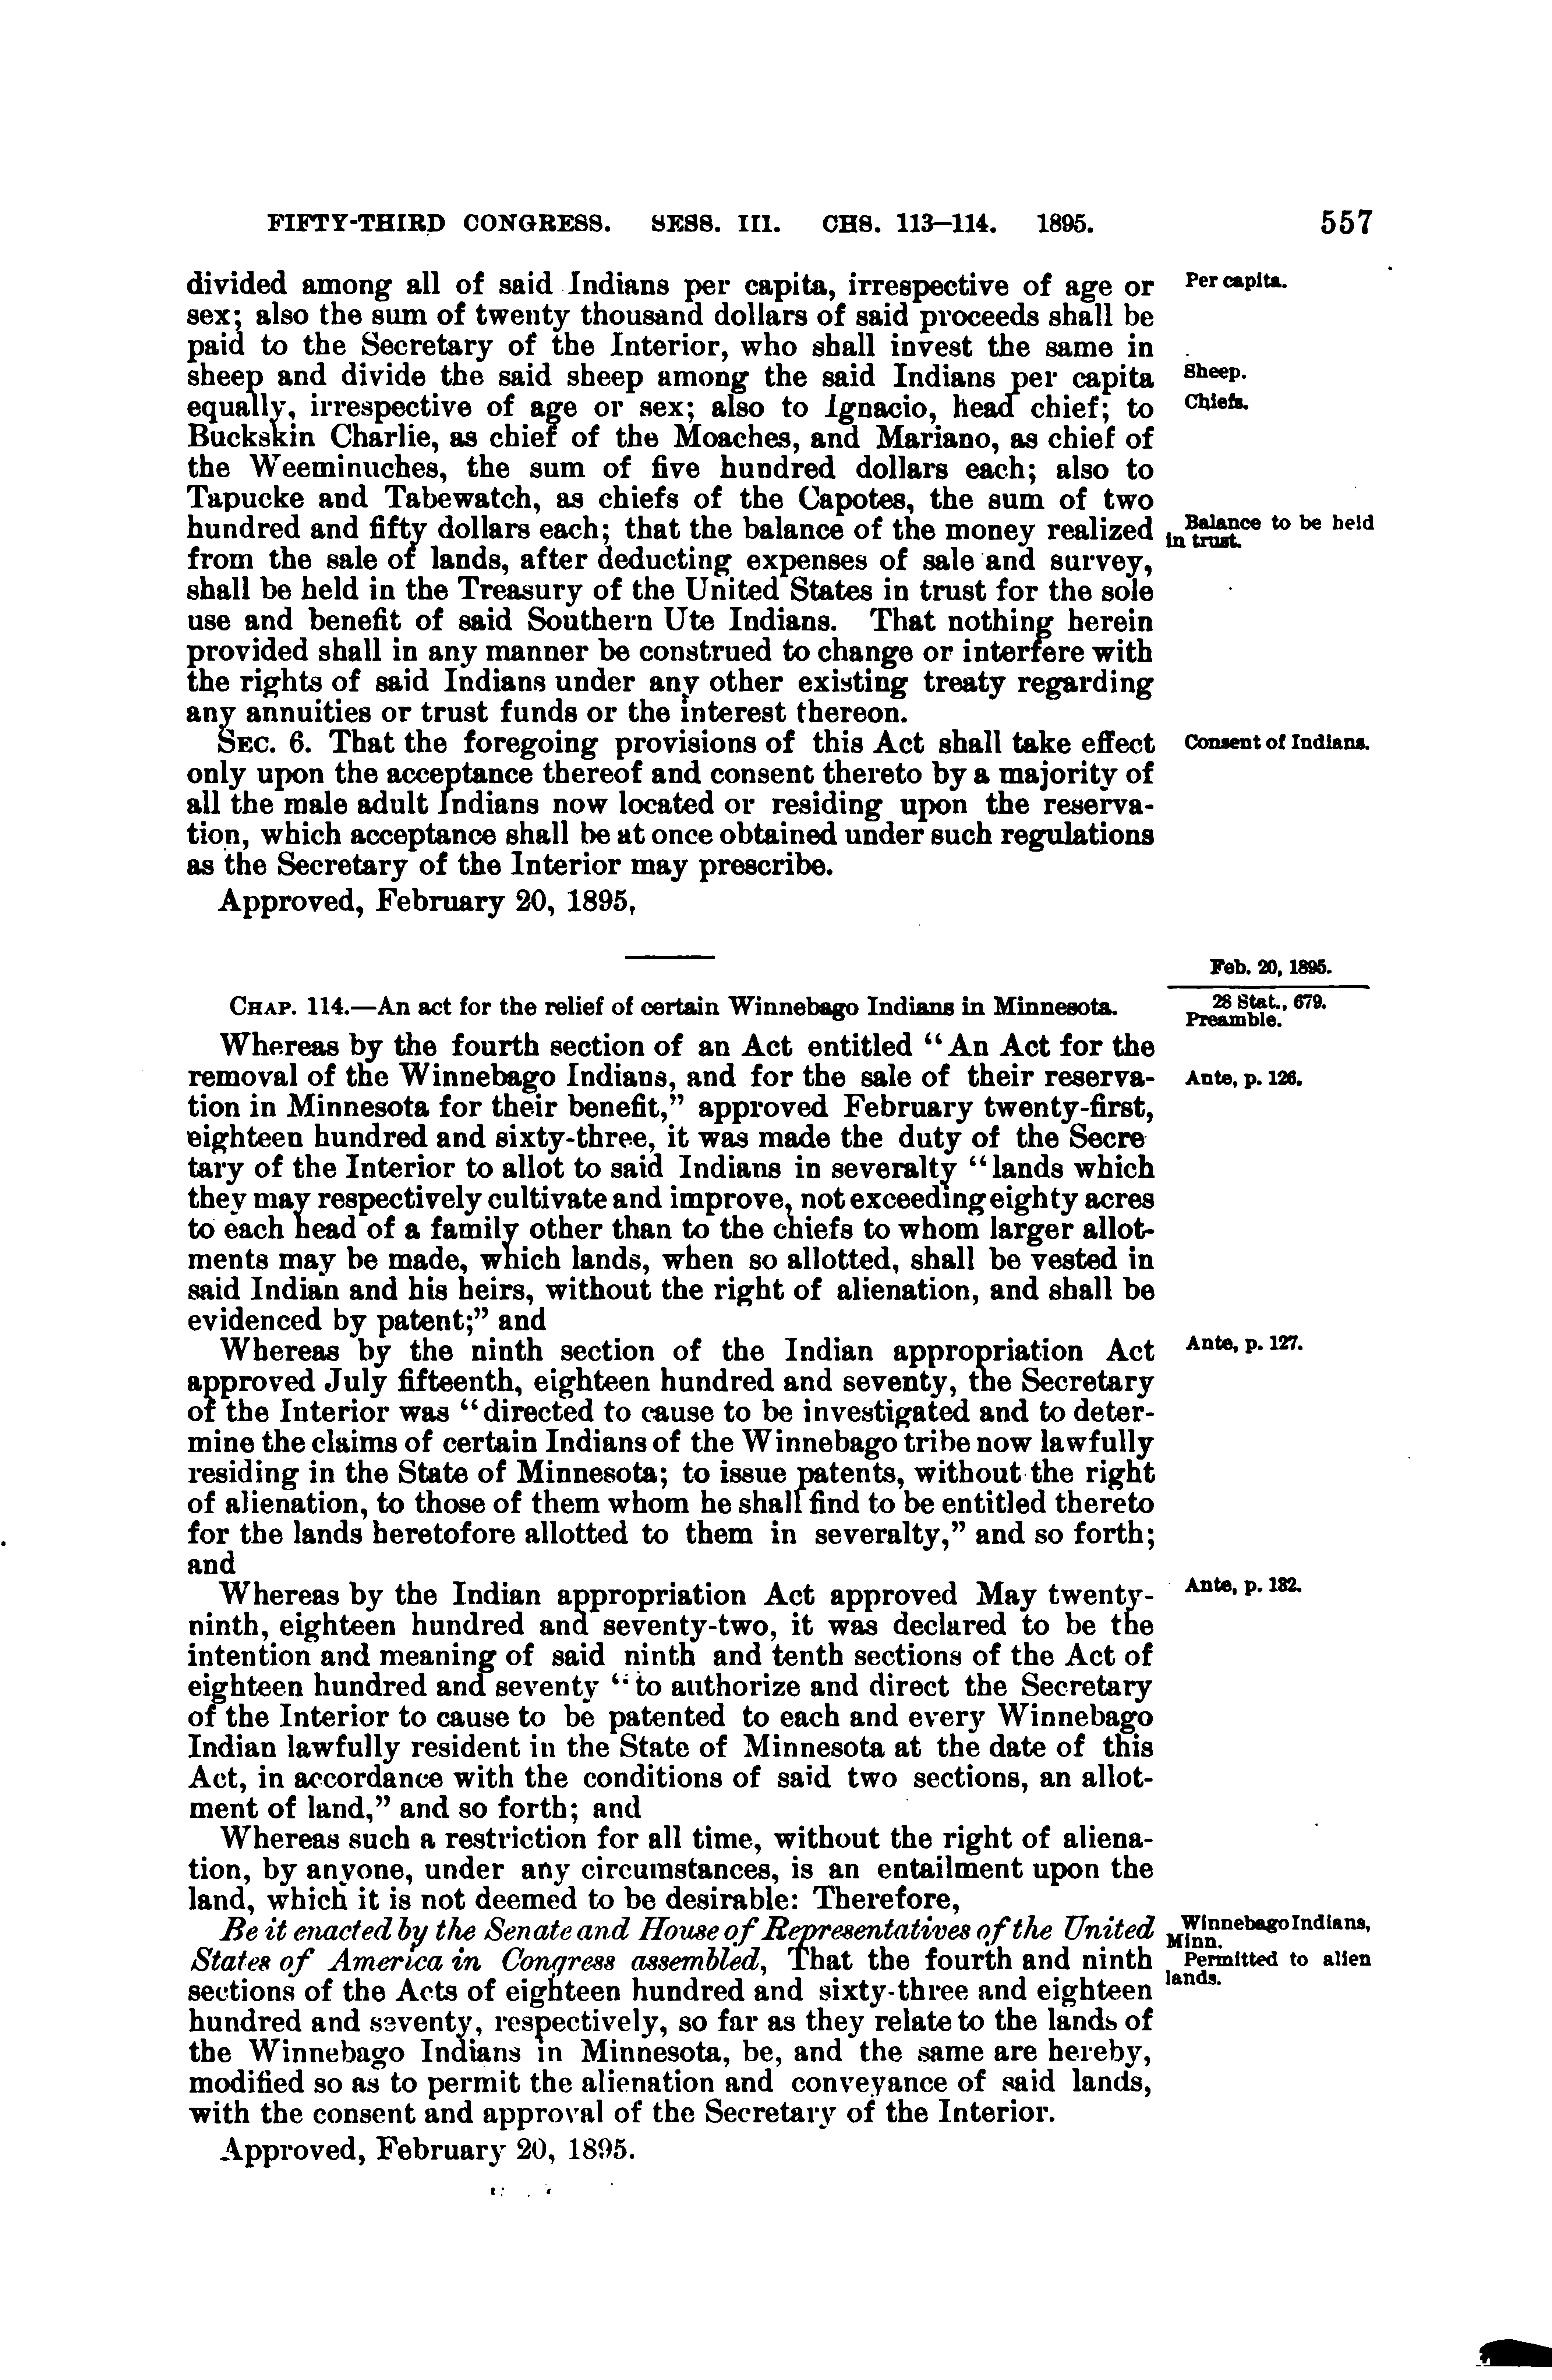 FIFTY-THIRD CONGRESS. SESS. III. CHS. 113–114. 1895. 557
divided among all of said Indians per capita, irrespective of age or
Per capita.
sex; also the sum of twenty thousand dollars of said proceeds shall be
paid to the Secretary of the Interior, who shall invest the same in
sheep and divide the said sheep among the said Indians per capita
Sheep.
equally, irrespective of age or sex; also to Ignacio, head chief; to
Chiefs.
Buckskin Charlie, as chief of the Moaches, and Mariano, as chief of
the Weeminuches, the sum of five hundred dollars each; also to
Tapucke and Tabewatch, as chiefs of the Capotes, the sum of two
hundred and fifty dollars each; that the balance of the money realized
Balance to be held
in trust.
from the sale of lands, after deducting expenses of sale and survey,
shall be held in the Treasury of the United States in trust for the sole
use and benefit of said Southern Ute Indians. That nothing herein
provided shall in any manner be construed to change or interfere with
the rights of said Indians under any other existing treaty regarding
any annuities or trust funds or the interest thereon.
SEC. 6. That the foregoing provisions of this Act shall take effect
Consent of Indians.
only upon the acceptance thereof and consent thereto by a majority of
all the male adult Indians now located or residing upon the reserva-
tion, which acceptance shall be at once obtained under such regulations
as the Secretary of the Interior may prescribe.
Approved, February 20, 1895,
Feb. 20, 1895.
CHAP. 114.—An act for the relief of certain Winnebago Indians in Minnesota.
28 Stat., 679.
Preamble.
Whereas by the fourth section of an Act entitled “An Act for the
removal of the Winnebago Indians, and for the sale of their reserva-
Ante, p. 126.
tion in Minnesota for their benefit,” approved February twenty-first,
eighteen hundred and sixty-three, it was made the duty of the Secre
tary of the Interior to allot to said Indians in severalty “lands which
they may respectively cultivate and improve, not exceeding eighty acres
to each head of a family other than to the chiefs to whom larger allot-
ments may be made, which lands, when so allotted, shall be vested in
said Indian and his heirs, without the right of alienation, and shall be
evidenced by patent;” and
Whereas by the ninth section of the Indian appropriation Act
Ante, p. 127.
approved July fifteenth, eighteen hundred and seventy, the Secretary
of the Interior was “directed to cause to be investigated and to deter-
mine the claims of certain Indians of the Winnebago tribe now lawfully
residing in the State of Minnesota; to issue patents, without the right
of alienation, to those of them whom he shall find to be entitled thereto
for the lands heretofore allotted to them in severalty,” and so forth;
and
Whereas by the Indian appropriation Act approved May twenty-
Ante, p. 132.
ninth, eighteen hundred and seventy-two, it was declared to be the
intention and meaning of said ninth and tenth sections of the Act of
eighteen hundred and seventy “to authorize and direct the Secretary
of the Interior to cause to be patented to each and every Winnebago
Indian lawfully resident in the State of Minnesota at the date of this
Act, in accordance with the conditions of said two sections, an allot-
ment of land,” and so forth; and
Whereas such a restriction for all time, without the right of aliena-
tion, by anyone, under any circumstances, is an entailment upon the
land, which it is not deemed to be desirable: Therefore,
Be it enacted by the Senate and House of Representatives of the United
Winnebago Indians,
Minn.
States of America in Congress assembled, That the fourth and ninth
Permitted to alien
lands.
sections of the Acts of eighteen hundred and sixty-three and eighteen
hundred and seventy, respectively, so far as they relate to the lands of
the Winnebago Indians in Minnesota, be, and the same are hereby,
modified so as to permit the alienation and conveyance of said lands,
with the consent and approval of the Secretary of the Interior.
Approved, February 20, 1895.